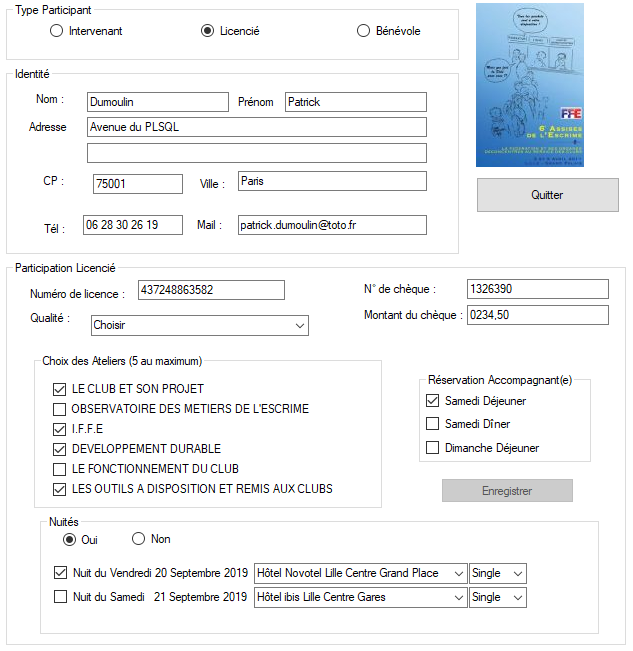 Type Participant
Intervenant Licencié Bénévole
Identité
Nom : Dumoulin Prénom Patrick
Adresse Avenue du PLSQL
CP : 75001 Ville : Paris
Tél : 06 28 30 26 19 Mail : patrick.dumoulin@toto.fr
FFE
6e ASSISES
DE L'ESCRIME
Quitter
Participation Licencié
Numéro de licence : 437248863582
Qualité : Choisir
N° de chèque : 1326390
Montant du chèque : 0234,50
Choix des Ateliers (5 au maximum)
LE CLUB ET SON PROJET
OBSERVATOIRE DES METIERS DE L'ESCRIME
I.F.F.E
DEVELOPPEMENT DURABLE
LE FONCTIONNEMENT DU CLUB
LES OUTILS A DISPOSITION ET REMIS AUX CLUBS
Réservation Accompagnant(e)
Samedi Déjeuner
Samedi Dîner
Dimanche Déjeuner
Enregistrer
Nuités
Oui Non
Nuit du Vendredi 20 Septembre 2019 Hôtel Novotel Lille Centre Grand Place Single
Nuit du Samedi 21 Septembre 2019 Hôtel ibis Lille Centre Gares Single